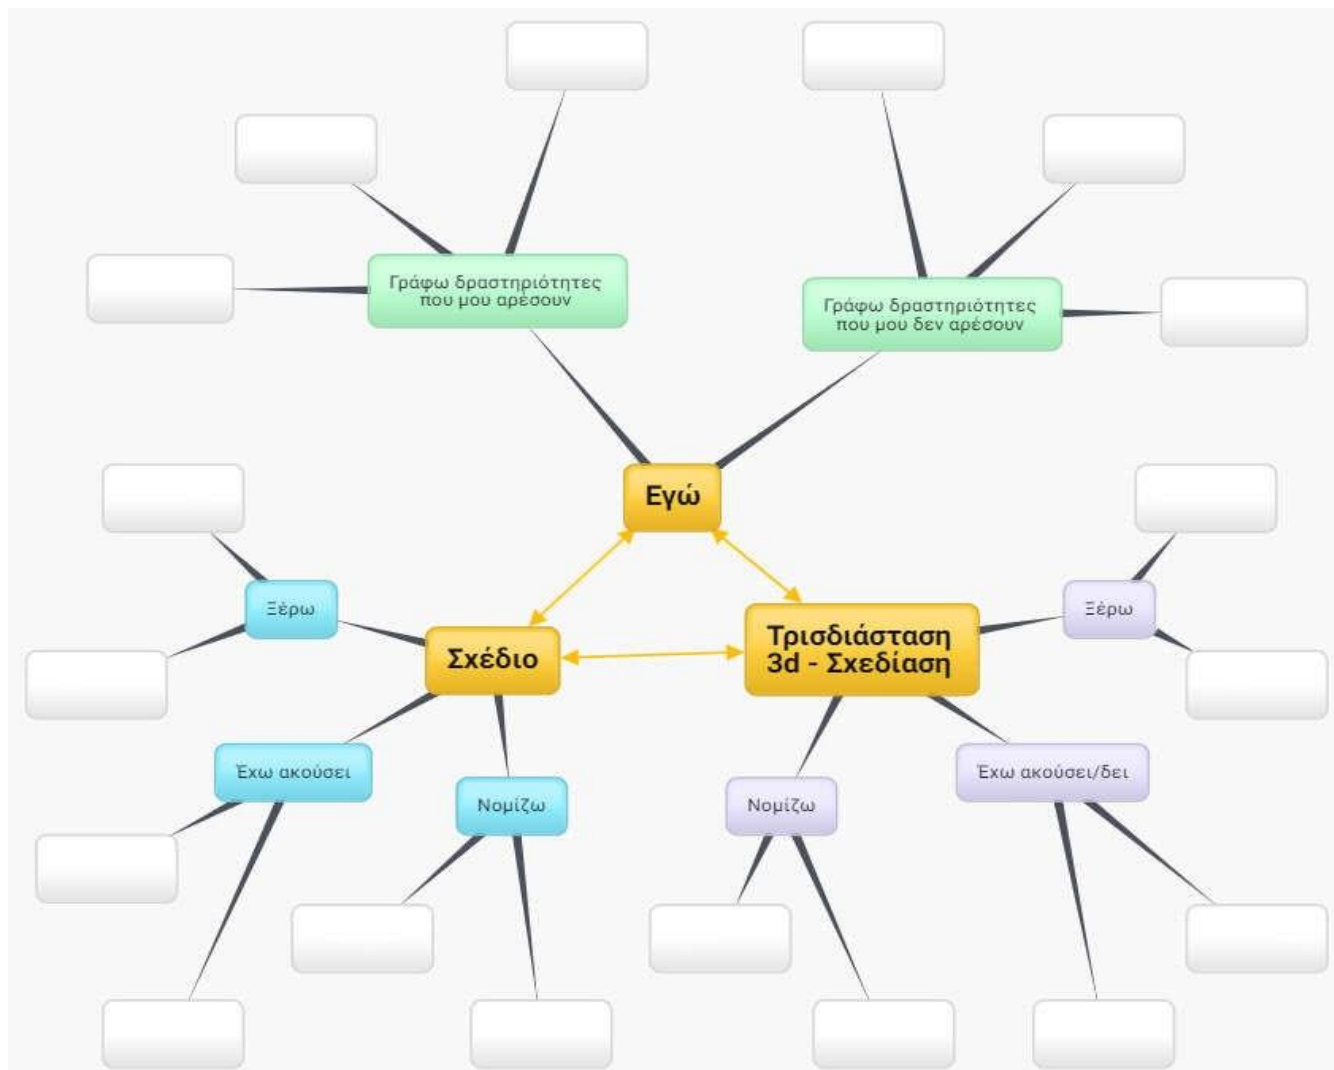 Γράφω δραστηριότητες
που μου αρέσουν
Γράφω δραστηριότητες
που μου δεν αρέσουν
Εγώ
Ξέρω
Ξέρω
Σχέδιο
Τρισδιάσταση
3d - Σχεδίαση
Έχω ακούσει
Νομίζω
Νομίζω
Έχω ακούσει/δει